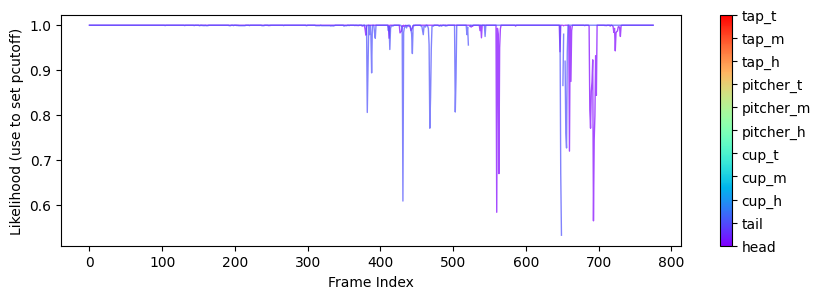 Likelihood (use to set pcutoff)
1.0
0.9
0.8
0.7
0.6
0 100 200 300 400 500 600 700 800
Frame Index
tap_t
tap_m
tap_h
pitcher_t
pitcher_m
pitcher_h
cup_t
cup_m
cup_h
tail
head